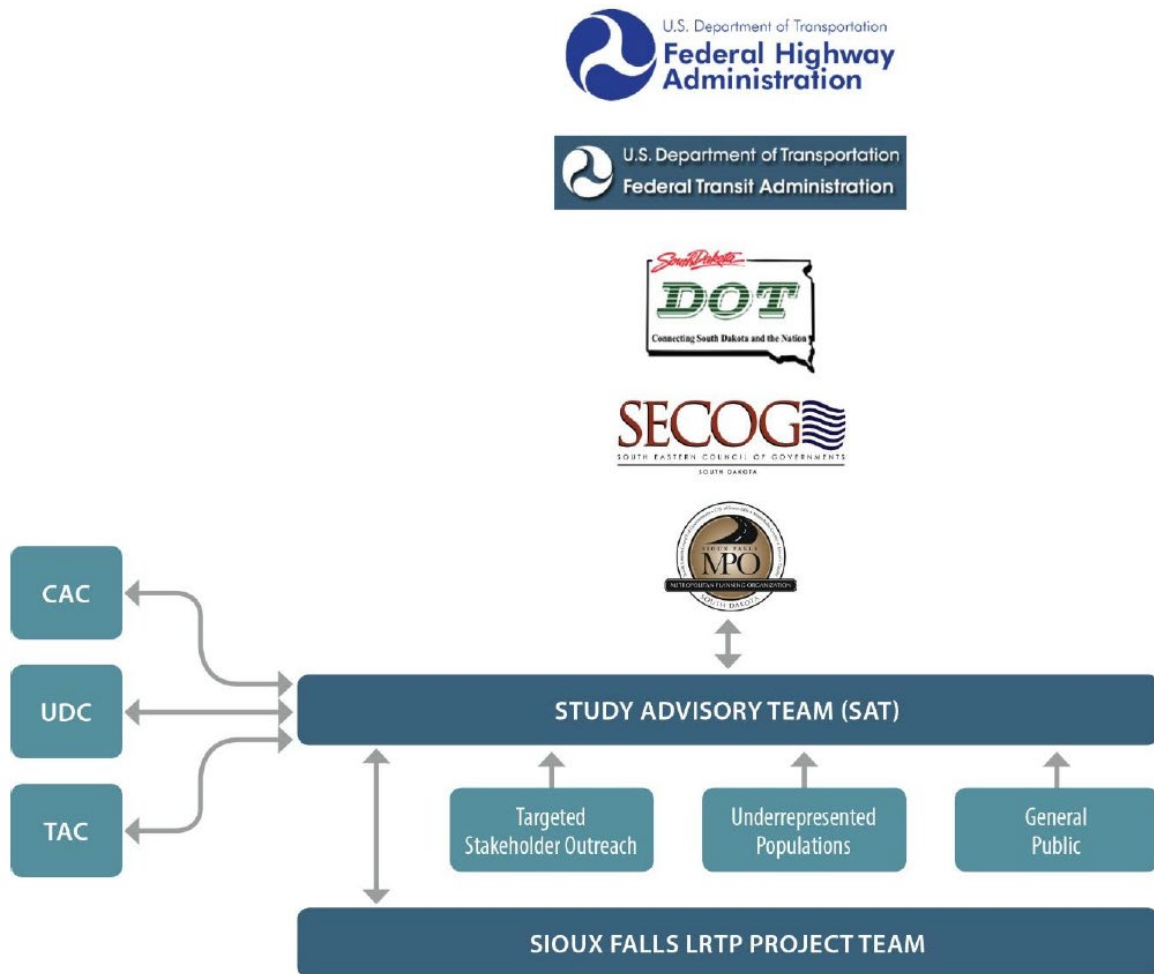 U.S. Department of Transportation
Federal Highway
Administration
U.S. Department of Transportation
Federal Transit Administration
South Dakota
DOT
Connecting South Dakota and the Nation
SECOG
SOUTH EASTERN COUNCIL OF GOVERNMENTS
SOUTH DAKOTA
SIOUX FALLS
MPO
METROPOLITAN PLANNING ORGANIZATION
SOUTH DAKOTA
CAC
UDC
TAC
STUDY ADVISORY TEAM (SAT)
Targeted
Stakeholder Outreach
Underrepresented
Populations
General
Public
SIOUX FALLS LRTP PROJECT TEAM